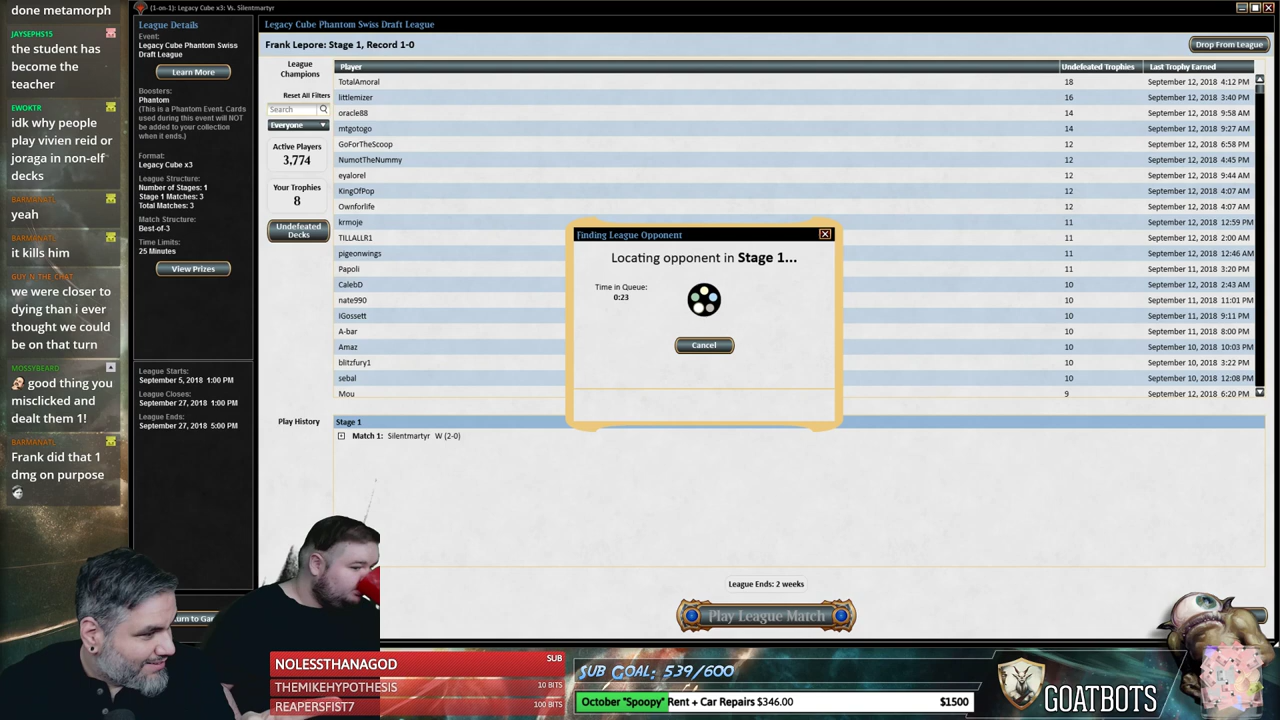 done metamorph
JAYSEPHS15
the student has
become the
teacher
EWOKTR
idk why people
play vivien reid or
joraga in non-elf
decks
BARMANATL
yeah
BARMANATL
it kills him
GUY-N-THE-CHAT
we were closer to
dying than i ever
thought we could
be on that turn
MOSSYBEARD
good thing you
misclicked and
dealt them 1!
BARMANATL
Frank did that 1
dmg on purpose
(1-on-1): Legacy Cube x3: Vs. Silentmartyr
League Details
Event:
Legacy Cube Phantom Swiss
Draft League
Learn More
Boosters:
Phantom
(This is a Phantom Event. Cards
used during this event will NOT
be added to your collection
when it ends.)
Format:
Legacy Cube x3
League Structure:
Number of Stages: 1
Stage 1 Matches: 3
Total Matches: 3
Match Structure:
Best-of-3
Time Limits:
25 Minutes
View Prizes
League Starts:
September 5, 2018 1:00 PM
League Closes:
September 27, 2018 1:00 PM
League Ends:
September 27, 2018 5:00 PM
Legacy Cube Phantom Swiss Draft League
Frank Lepore: Stage 1, Record 1-0
Drop From League
League
Champions
Reset All Filters
Search
Everyone
Active Players
3,774
Your Trophies
8
Undefeated
Decks
Player Undefeated Trophies Last Trophy Earned
TotalAmoral 18 September 12, 2018 4:12 PM
littlemizer 16 September 12, 2018 3:40 PM
oracle88 14 September 12, 2018 9:58 AM
mtgotogo 14 September 12, 2018 9:27 AM
GoForTheScoop 12 September 12, 2018 6:58 PM
NumotTheNummy 12 September 12, 2018 4:45 PM
eyalorel 12 September 12, 2018 9:44 AM
KingOfPop 12 September 12, 2018 4:07 AM
Ownforlife 12 September 12, 2018 4:07 AM
krmoje 11 September 12, 2018 12:59 PM
TILLALLR1 11 September 12, 2018 2:00 AM
pigeonwings 11 September 12, 2018 12:46 AM
Papoli 11 September 11, 2018 3:20 PM
CalebD 10 September 12, 2018 2:43 AM
nate990 10 September 11, 2018 11:01 PM
IGossett 10 September 11, 2018 9:11 PM
A-bar 10 September 11, 2018 8:00 PM
Amaz 10 September 10, 2018 10:03 PM
blitzfury1 10 September 10, 2018 3:22 PM
sebal 10 September 10, 2018 12:08 PM
Mou 9 September 12, 2018 6:20 PM
Finding League Opponent
Locating opponent in Stage 1...
Time in Queue:
0:23
Cancel
Play History
Stage 1
Match 1: Silentmartyr W (2-0)
League Ends: 2 weeks
Play League Match
NOLESSTHANAGOD SUB
THEMIKEHYPOTHESIS 10 BITS
REAPERSFIST7 100 BITS
SUB GOAL: 539/600
October "Spoopy" Rent + Car Repairs $346.00 $1500
GOATBOTS